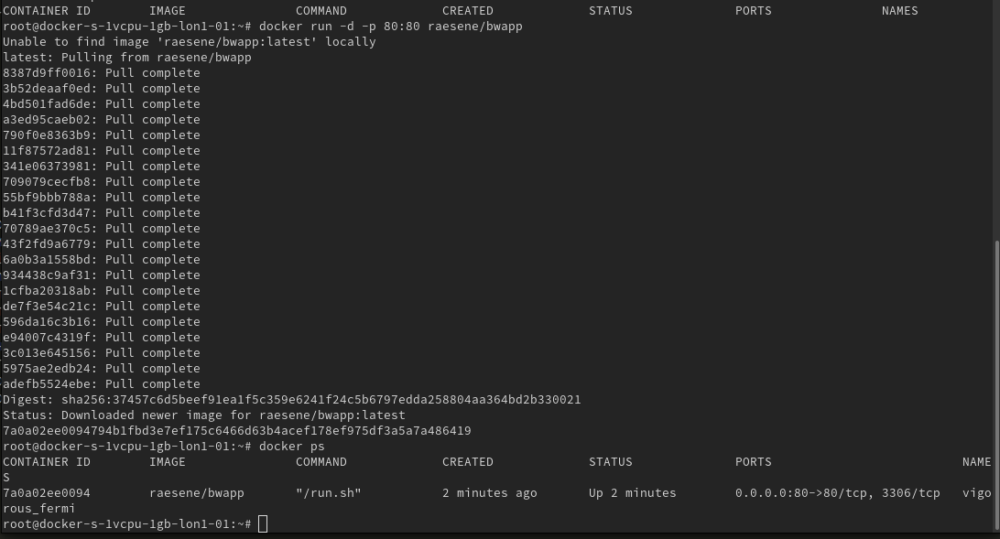 CONTAINER ID        IMAGE               COMMAND             CREATED             STATUS              PORTS               NAMES
root@docker-s-1vcpu-1gb-lon1-01:~# docker run -d -p 80:80 raesene/bwapp
Unable to find image 'raesene/bwapp:latest' locally
latest: Pulling from raesene/bwapp
8387d9ff0016: Pull complete
3b52deaaf0ed: Pull complete
4bd501fad6de: Pull complete
a3ed95caeb02: Pull complete
790f0e8363b9: Pull complete
11f87572ad81: Pull complete
341e06373981: Pull complete
709079cecfb8: Pull complete
55bf9bbb788a: Pull complete
b41f3cfd3d47: Pull complete
70789ae370c5: Pull complete
43f2fd9a6779: Pull complete
6a0b3a1558bd: Pull complete
934438c9af31: Pull complete
1cfba20318ab: Pull complete
de7f3e54c21c: Pull complete
596da16c3b16: Pull complete
e94007c4319f: Pull complete
3c013e645156: Pull complete
5975ae2edb24: Pull complete
adefb5524ebe: Pull complete
Digest: sha256:37457c6d5beef91ea1f5c359e6241f24c5b6797edda258804aa364bd2b330021
Status: Downloaded newer image for raesene/bwapp:latest
7a0a02ee0094794b1fbd3e7ef175c6466d63b4acef178ef975df3a5a7a486419
root@docker-s-1vcpu-1gb-lon1-01:~# docker ps
CONTAINER ID        IMAGE               COMMAND             CREATED             STATUS              PORTS                          NAME
S
7a0a02ee0094        raesene/bwapp       "/run.sh"           2 minutes ago       Up 2 minutes        0.0.0.0:80->80/tcp, 3306/tcp   vigo
rous_fermi
root@docker-s-1vcpu-1gb-lon1-01:~#